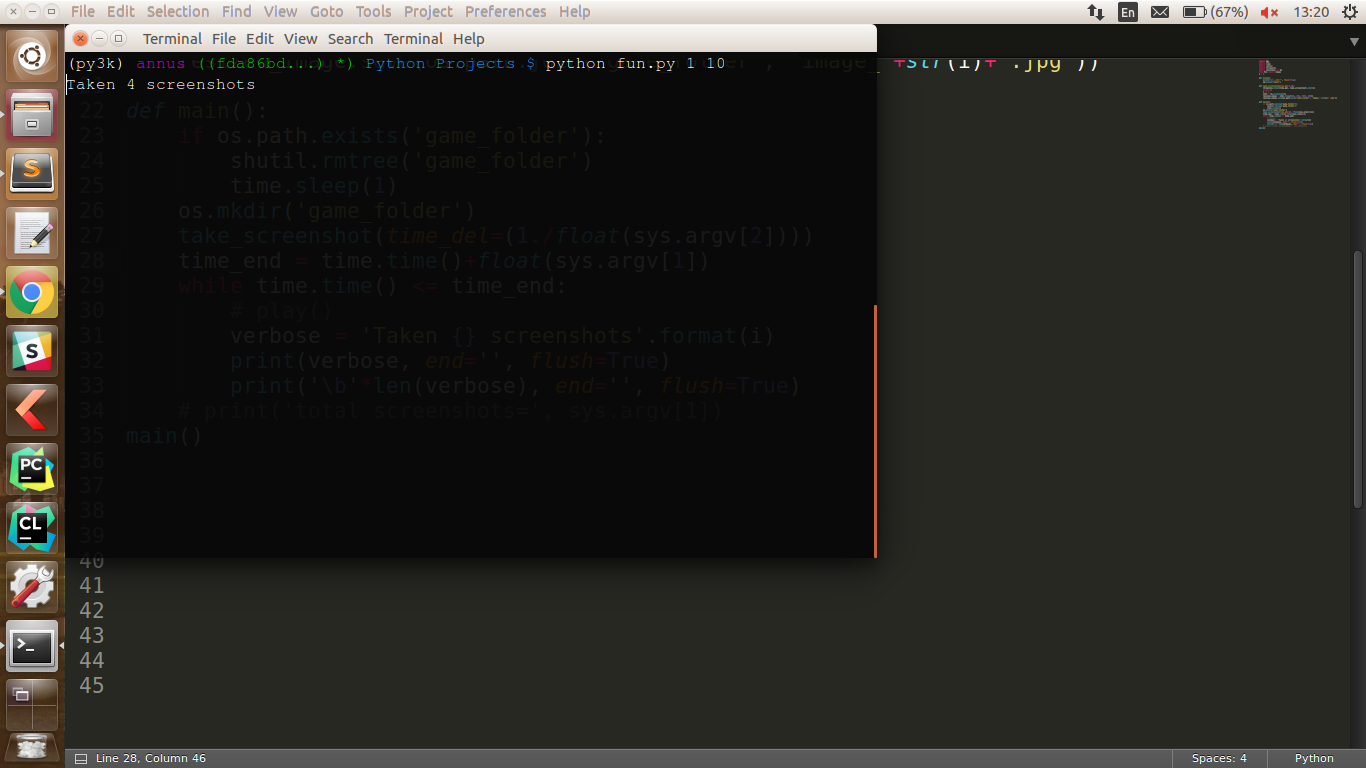 File Edit Selection Find View Goto Tools Project Preferences Help En (67%) 13:20
Terminal File Edit View Search Terminal Help
(py3k) annus ((fda86bd...) *) Python Projects $ python fun.py 1 10
"+str(i)+".jpg"))
Taken 4 screenshots
22 def main():
23 if os.path.exists('game_folder'):
24 shutil.rmtree('game_folder')
25 time.sleep(1)
26 os.mkdir('game_folder')
27 take_screenshot(time_del=(1./float(sys.argv[2])))
28 time_end = time.time()+float(sys.argv[1])
29 while time.time() <= time_end:
30 # play()
31 verbose = 'Taken {} screenshots'.format(i)
32 print(verbose, end='', flush=True)
33 print('\b'*len(verbose), end='', flush=True)
34 # print('total screenshots=', sys.argv[1])
35 main()
36
37
38
39
40
41
42
43
44
45
S
S
PC
CL
>_
Line 28, Column 46 Spaces: 4 Python